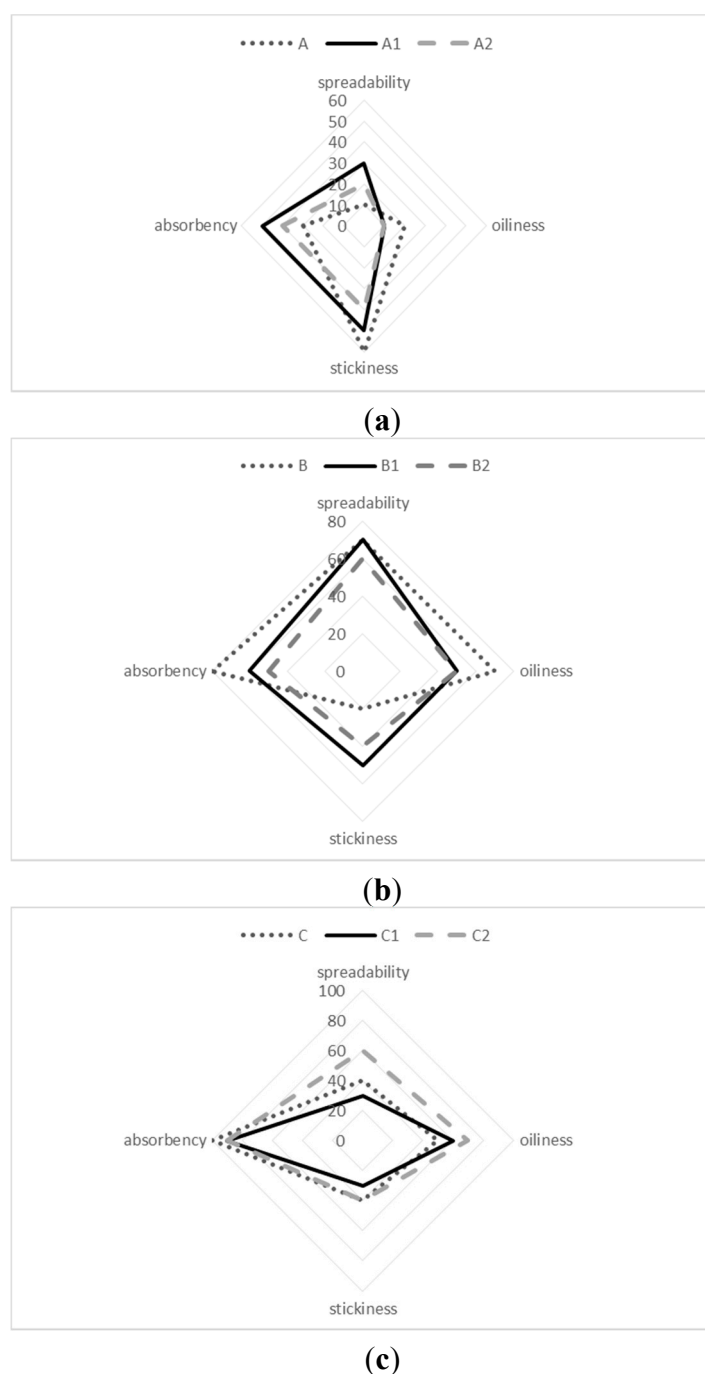 A A1 A2
spreadability
60
50
40
30
20
10
absorbency 0 oiliness
stickiness
(a)
B B1 B2
spreadability
80
60
40
20
absorbency 0 oiliness
stickiness
(b)
C C1 C2
spreadability
100
80
60
40
20
absorbency 0 oiliness
stickiness
(c)